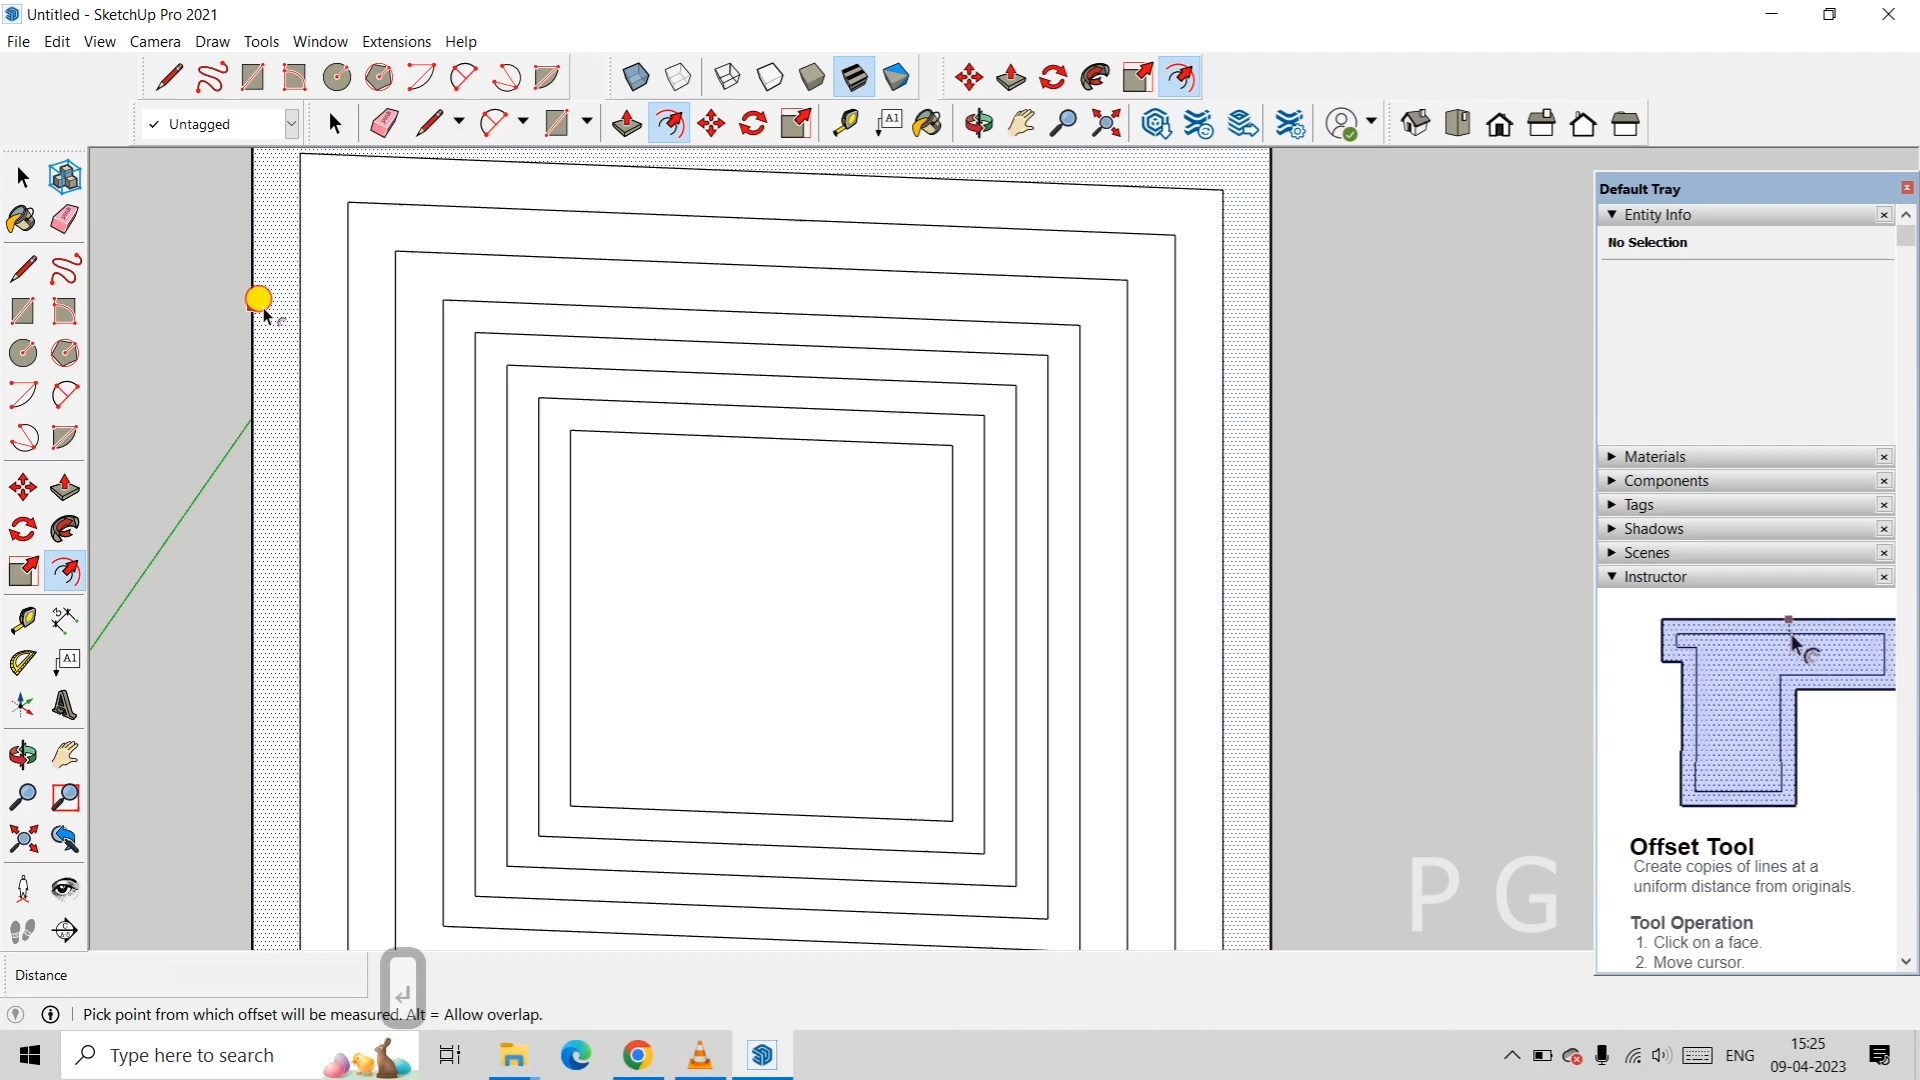 Untitled - SketchUp Pro 2021
File Edit View Camera Draw Tools Window Extensions Help
Untagged
A1
Default Tray
Entity Info
No Selection
Materials
Components
Tags
Shadows
Scenes
Instructor
A1
Offset Tool
Create copies of lines at a
uniform distance from originals.
Tool Operation
1. Click on a face.
2. Move cursor.
P G
Distance
Pick point from which offset will be measured. Alt = Allow overlap.
Type here to search
ENG
15:25
09-04-2023